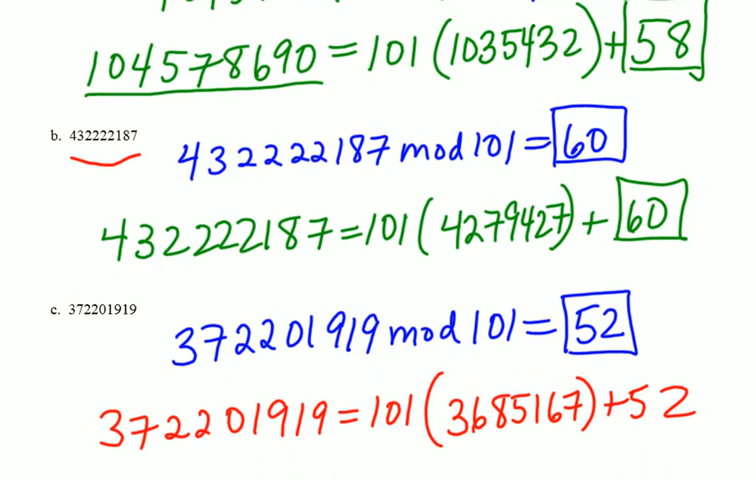 104578690 = 101 (1035432) + 58
b. 432222187 432222187 mod 101 = 60
432222187 = 101 (4279427) + 60
c. 372201919 372201919 mod 101 = 52
372201919 = 101 (3685167) + 52